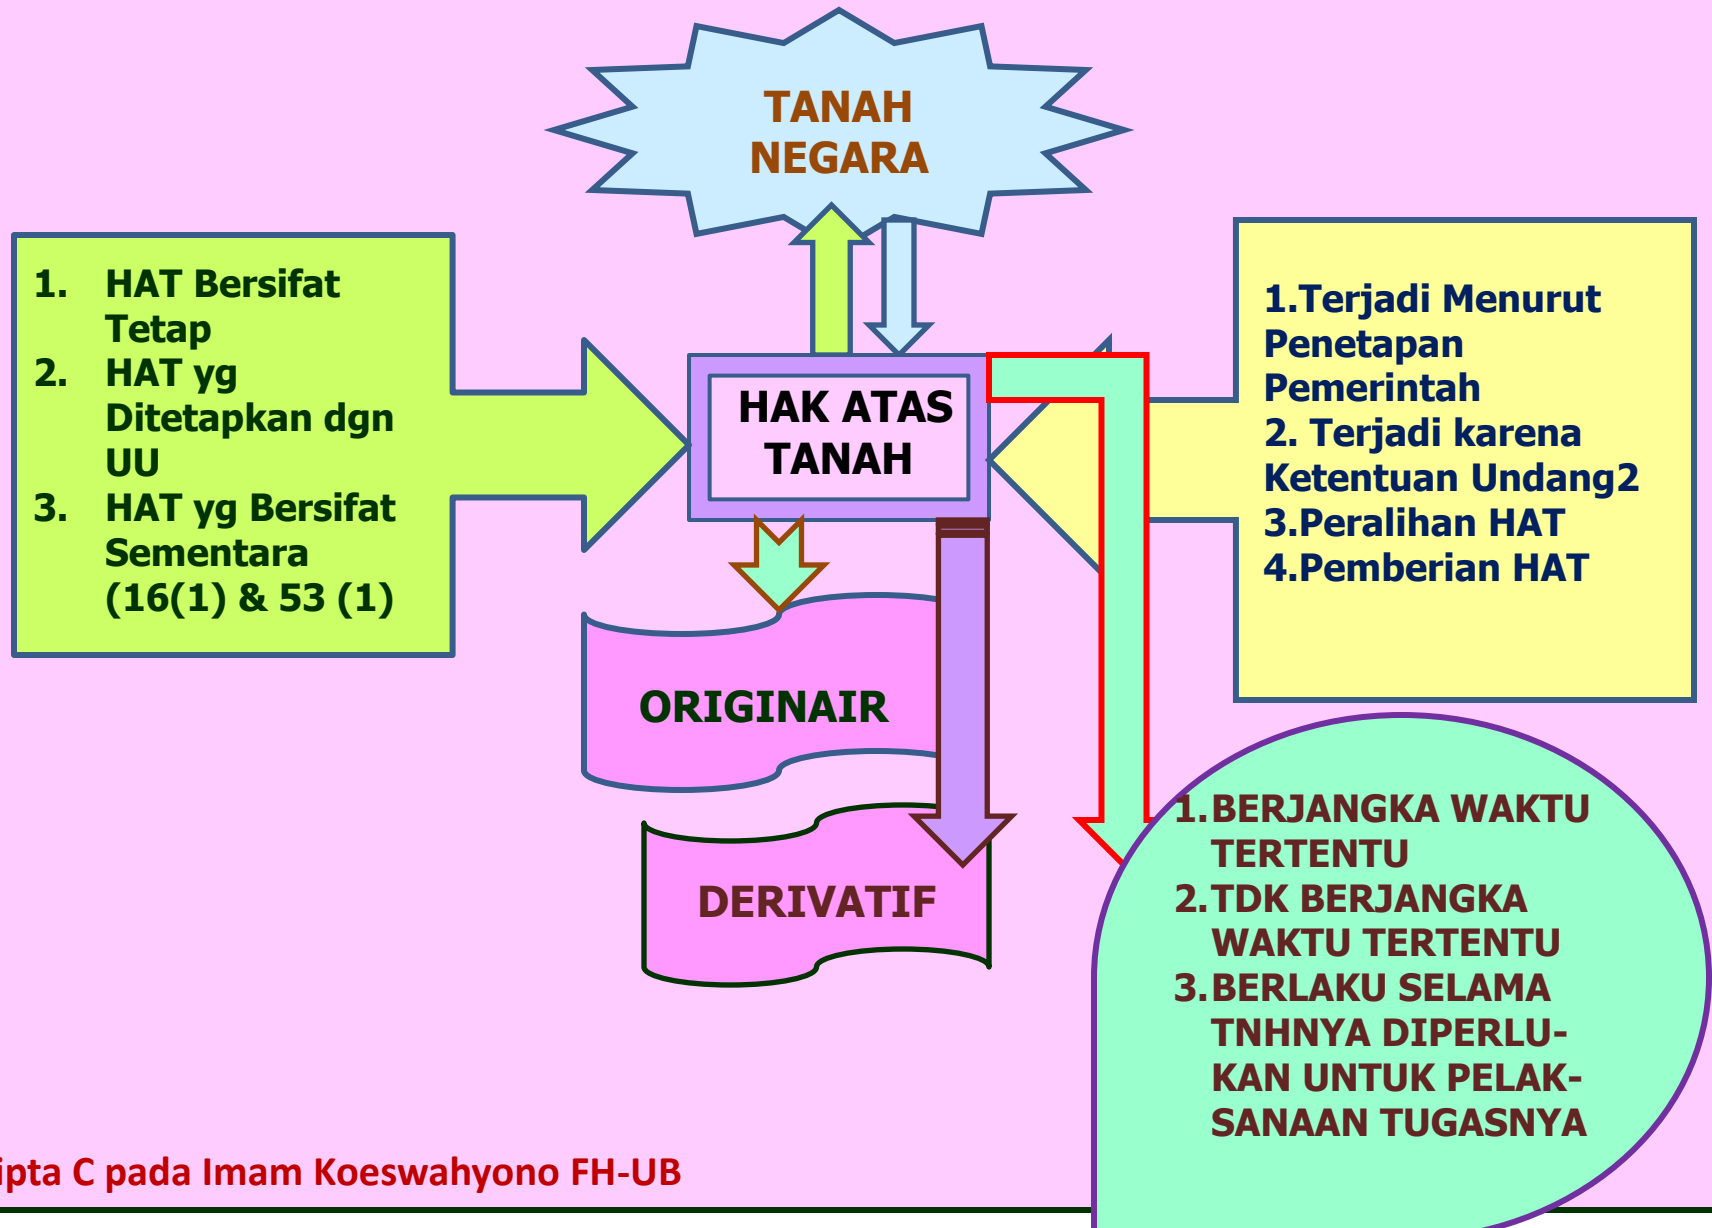 TANAH
NEGARA
1. HAT Bersifat
Tetap
2. HAT yg
Ditetapkan dgn
UU
3. HAT yg Bersifat
Sementara
(16(1) & 53 (1)
HAK ATAS
TANAH
1.Terjadi Menurut
Penetapan
Pemerintah
2. Terjadi karena
Ketentuan Undang2
3.Peralihan HAT
4.Pemberian HAT
ORIGINAIR
DERIVATIF
1.BERJANGKA WAKTU
TERTENTU
2.TDK BERJANGKA
WAKTU TERTENTU
3.BERLAKU SELAMA
TNHNYA DIPERLU-
KAN UNTUK PELAK-
SANAAN TUGASNYA
ipta C pada Imam Koeswahyono FH-UB